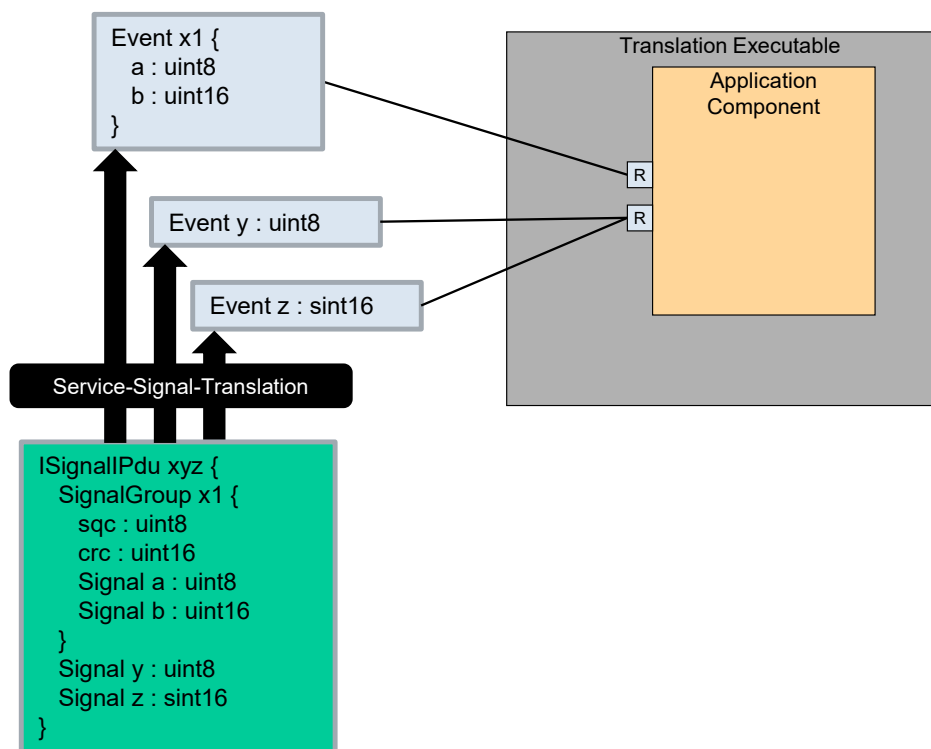 Event x1 {
a : uint8
b : uint16
}
Translation Executable
Application
Component
R
R
Event y : uint8
Event z : sint16
Service-Signal-Translation
ISignalIPdu xyz {
SignalGroup x1 {
sqc : uint8
crc : uint16
Signal a : uint8
Signal b : uint16
}
Signal y : uint8
Signal z : sint16
}